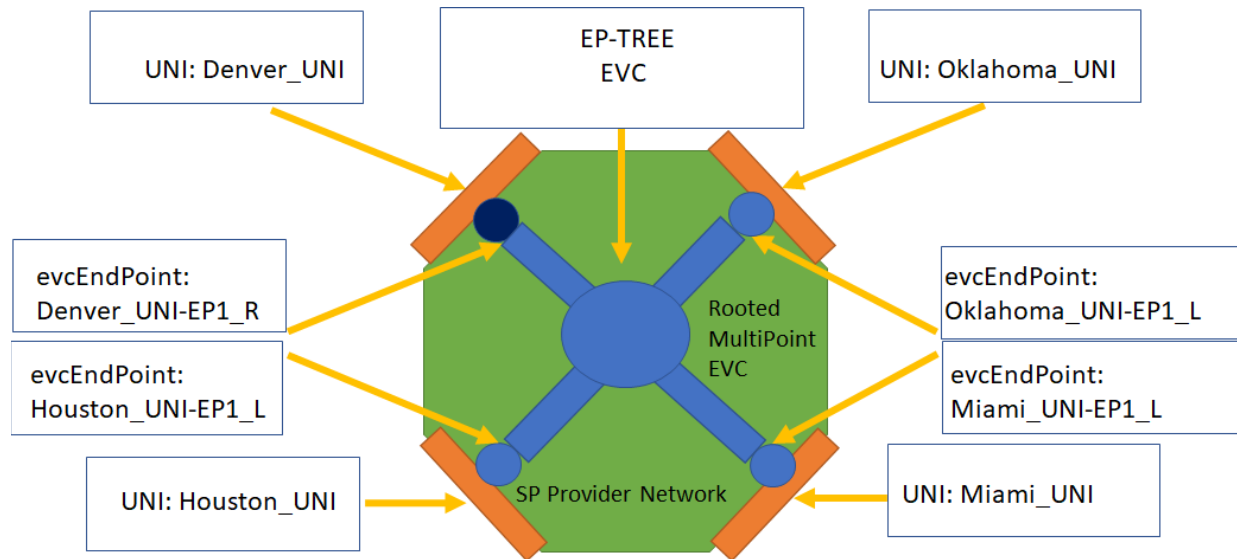 UNI: Denver_UNI
EP-TREE
EVC
UNI: Oklahoma_UNI
evcEndPoint:
Denver_UNI-EP1_R
evcEndPoint:
Oklahoma_UNI-EP1_L
Rooted
MultiPoint
EVC
evcEndPoint:
Houston_UNI-EP1_L
evcEndPoint:
Miami_UNI-EP1_L
UNI: Houston_UNI
SP Provider Network
UNI: Miami_UNI